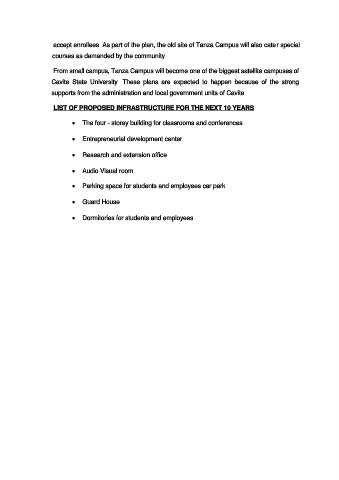 accept enrollees As part of the plan, the old site of Tanza Campus will also cater special
courses as demanded by the community
From small campus, Tanza Campus will become one of the biggest satellite campuses of
Cavite State University These plans are expected to happen because of the strong
supports from the administration and local government units of Cavite
LIST OF PROPOSED INFRASTRUCTURE FOR THE NEXT 10 YEARS
• The four - storey building for classrooms and conferences
• Entrepreneurial development center
• Research and extension office
• Audio Visual room
• Parking space for students and employees car park
• Guard House
• Dormitories for students and employees